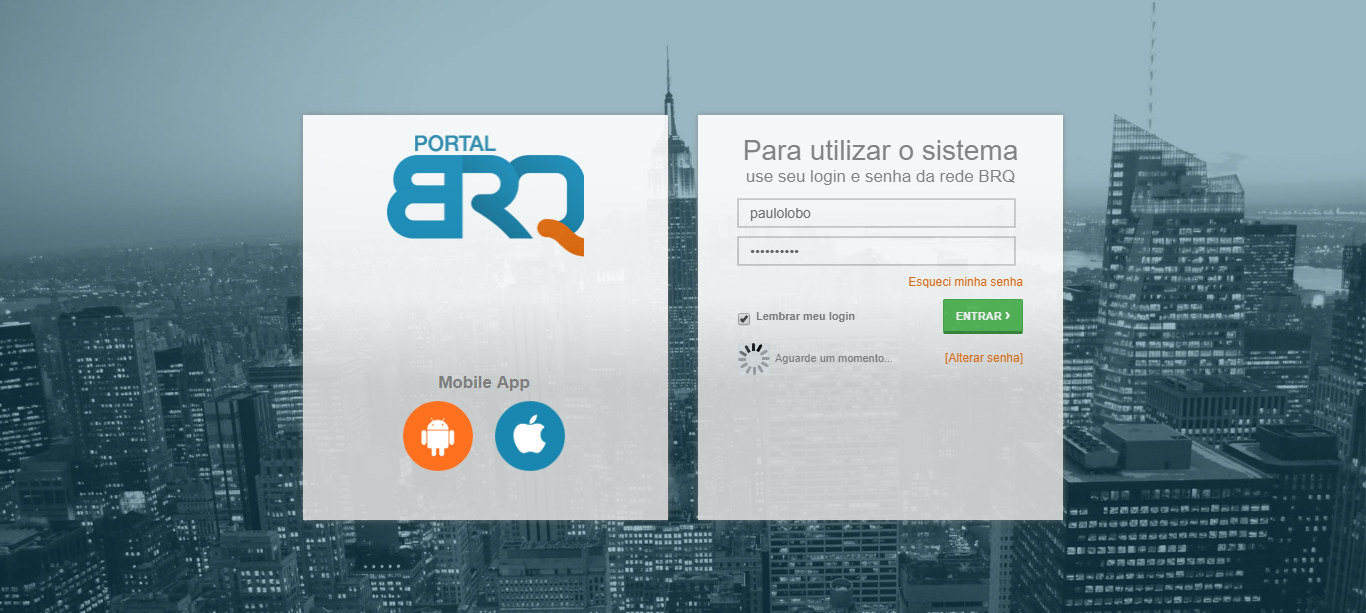 PORTAL
BRQ
Mobile App
Para utilizar o sistema
use seu login e senha da rede BRQ
paulolobo
••••••••••
Esqueci minha senha
Lembrar meu login
ENTRAR ›
Aguarde um momento...
[Alterar senha]